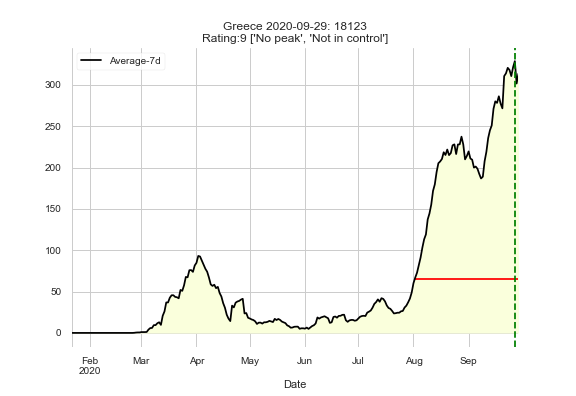 Greece 2020-09-29: 18123
Rating:9 ['No peak', 'Not in control']
Average-7d
300
250
200
150
100
50
0
Feb Mar Apr May Jun Jul Aug Sep
2020
Date